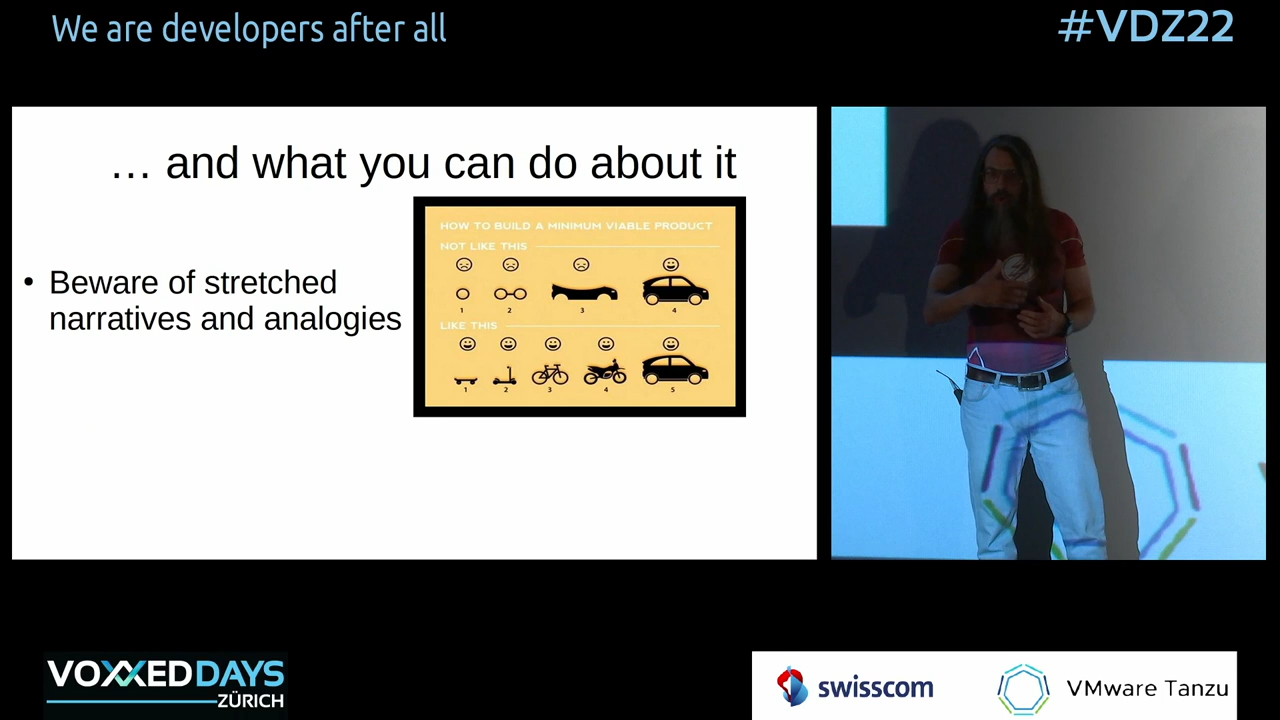 We are developers after all
#VDZ22
… and what you can do about it
• Beware of stretched
narratives and analogies
HOW TO BUILD A MINIMUM VIABLE PRODUCT
NOT LIKE THIS
1 2 3 4
LIKE THIS
1 2 3 4 5
VOXXED DAYS
ZÜRICH
swisscom
VMware Tanzu